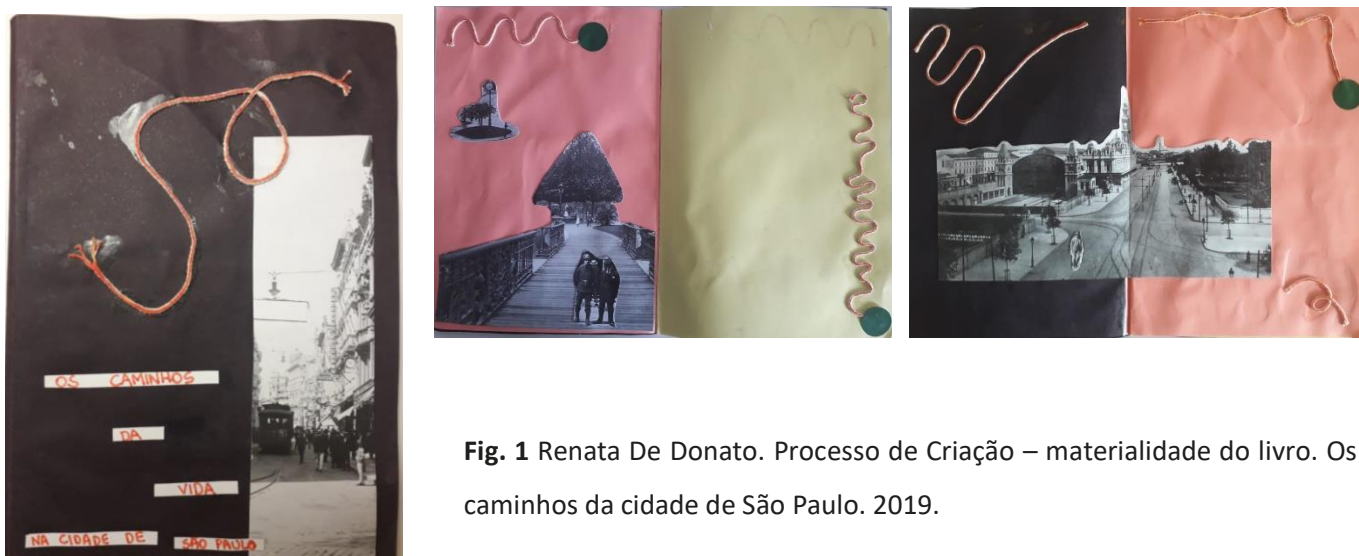 OS CAMINHOS
DA
VIDA
NA CIDADE DE SÃO PAULO
Fig. 1 Renata De Donato. Processo de Criação – materialidade do livro. Os
caminhos da cidade de São Paulo. 2019.